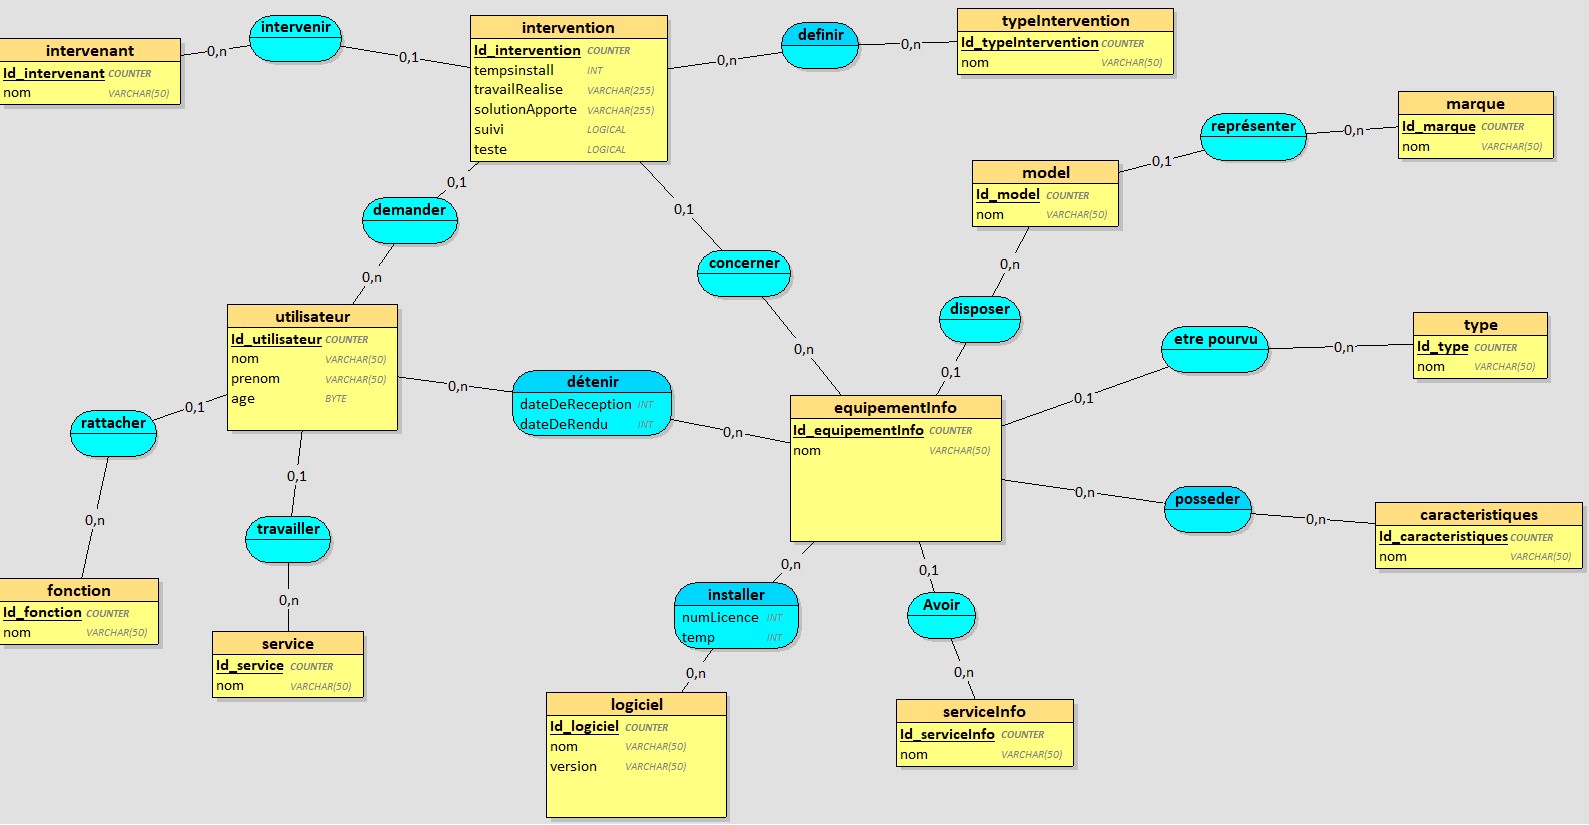 intervenir
0,n
0,1
intervenant
Id_intervenant COUNTER
nom VARCHAR(50)
intervention
Id_intervention COUNTER
tempsinstall INT
travailRealise VARCHAR(255)
solutionApporte VARCHAR(255)
suivi LOGICAL
teste LOGICAL
definir
0,n
0,n
typeIntervention
Id_typeIntervention COUNTER
nom VARCHAR(50)
marque
Id_marque COUNTER
nom VARCHAR(50)
représenter
0,n
0,1
model
Id_model COUNTER
nom VARCHAR(50)
0,1
demander
0,n
0,1
concerner
0,n
0,n
disposer
0,1
utilisateur
Id_utilisateur COUNTER
nom VARCHAR(50)
prenom VARCHAR(50)
age BYTE
0,n
détenir
dateDeReception INT
dateDeRendu INT
0,n
equipementInfo
Id_equipementInfo COUNTER
nom VARCHAR(50)
etre pourvu
0,n
0,1
type
Id_type COUNTER
nom VARCHAR(50)
0,1
rattacher
0,n
fonction
Id_fonction COUNTER
nom VARCHAR(50)
0,1
travailler
0,n
service
Id_service COUNTER
nom VARCHAR(50)
0,n
posseder
0,n
caracteristiques
Id_caracteristiques COUNTER
nom VARCHAR(50)
0,n
installer
numLicence INT
temp INT
0,n
logiciel
Id_logiciel COUNTER
nom VARCHAR(50)
version VARCHAR(50)
0,1
Avoir
0,n
serviceInfo
Id_serviceInfo COUNTER
nom VARCHAR(50)